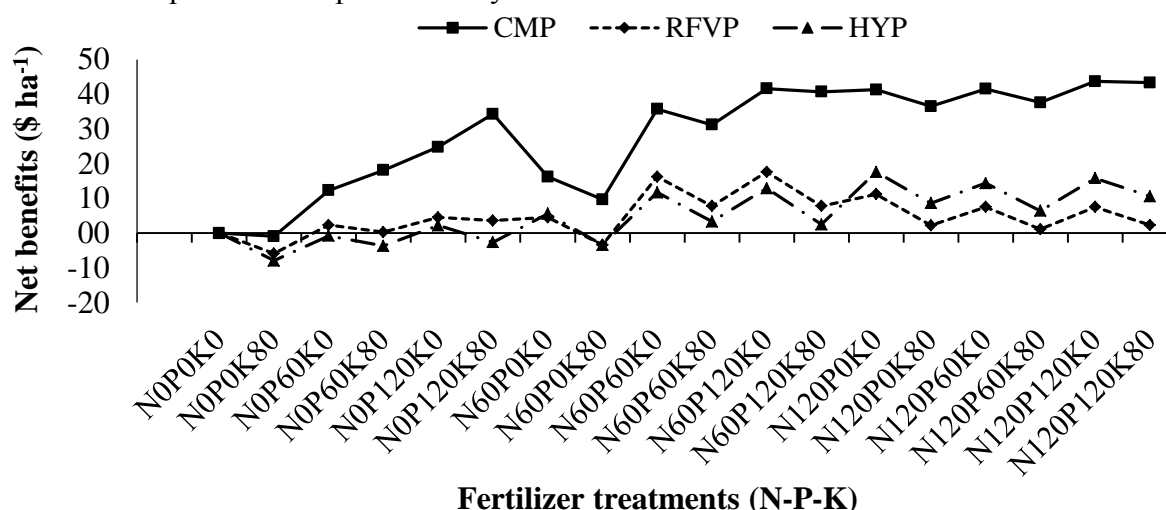 CMP RFVP HYP
Net benefits ($ ha-1)
50
40
30
20
10
00
-10
-20
N0P0K0
N0P0K80
N0P60K0
N0P60K80
N0P120K0
N0P120K80
N60P0K0
N60P0K80
N60P60K0
N60P60K80
N60P120K0
N60P120K80
N120P0K0
N120P0K80
N120P60K0
N120P60K80
N120P120K0
N120P120K80
Fertilizer treatments (N-P-K)